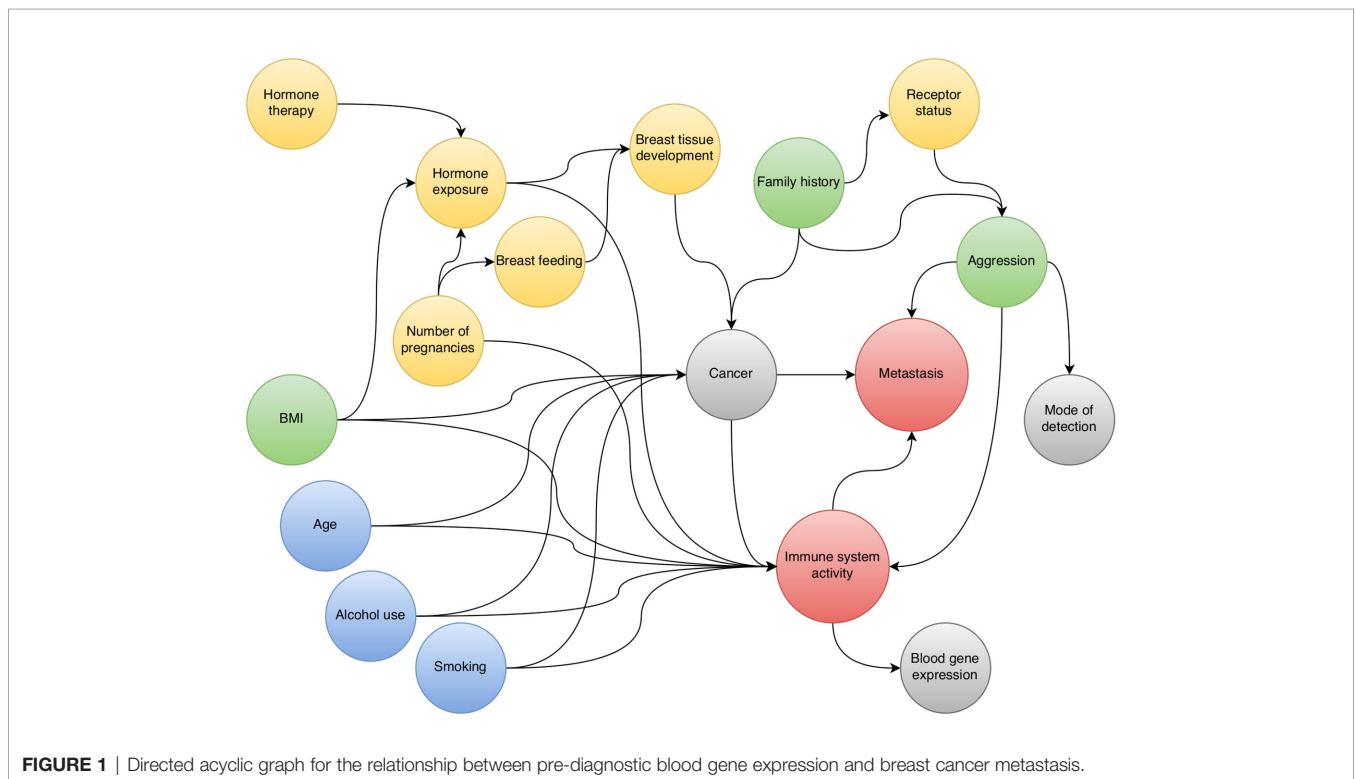 Hormone
therapy
Receptor
status
Breast tissue
development
Family history
Hormone
exposure
Breast feeding
Aggression
Number of
pregnancies
Cancer
Metastasis
BMI
Mode of
detection
Age
Immune system
activity
Alcohol use
Smoking
Blood gene
expression
FIGURE 1 | Directed acyclic graph for the relationship between pre-diagnostic blood gene expression and breast cancer metastasis.